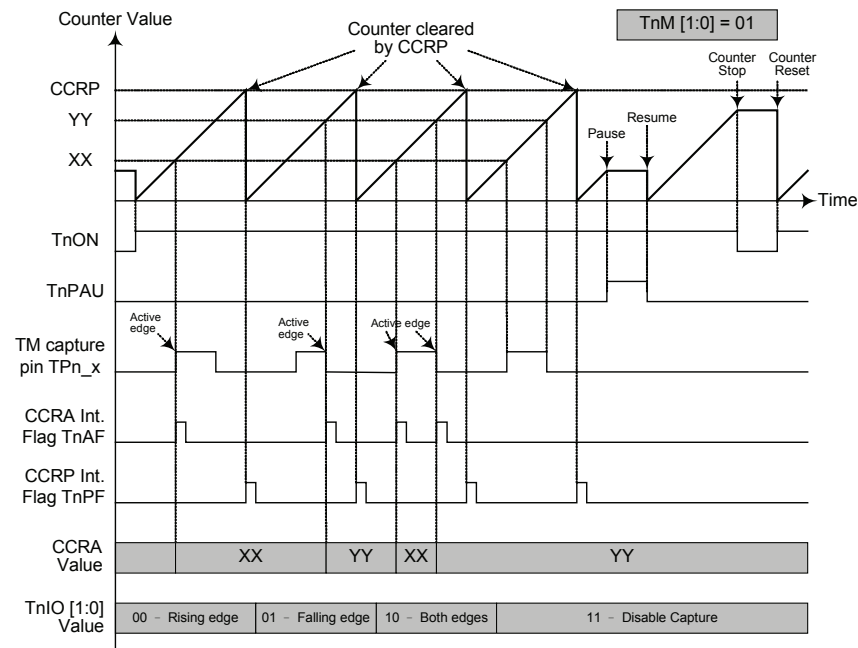 Counter Value
TnM [1:0] = 01
Counter cleared
by CCRP
Counter
Stop
Counter
Reset
CCRP
YY
Pause
Resume
XX
Time
TnON
TnPAU
Active
edge
Active
edge
Active edge
TM capture
pin TPn_x
CCRA Int.
Flag TnAF
CCRP Int.
Flag TnPF
CCRA
Value
XX
YY
XX
YY
TnIO [1:0]
Value
00 - Rising edge
01 - Falling edge
10 - Both edges
11 - Disable Capture